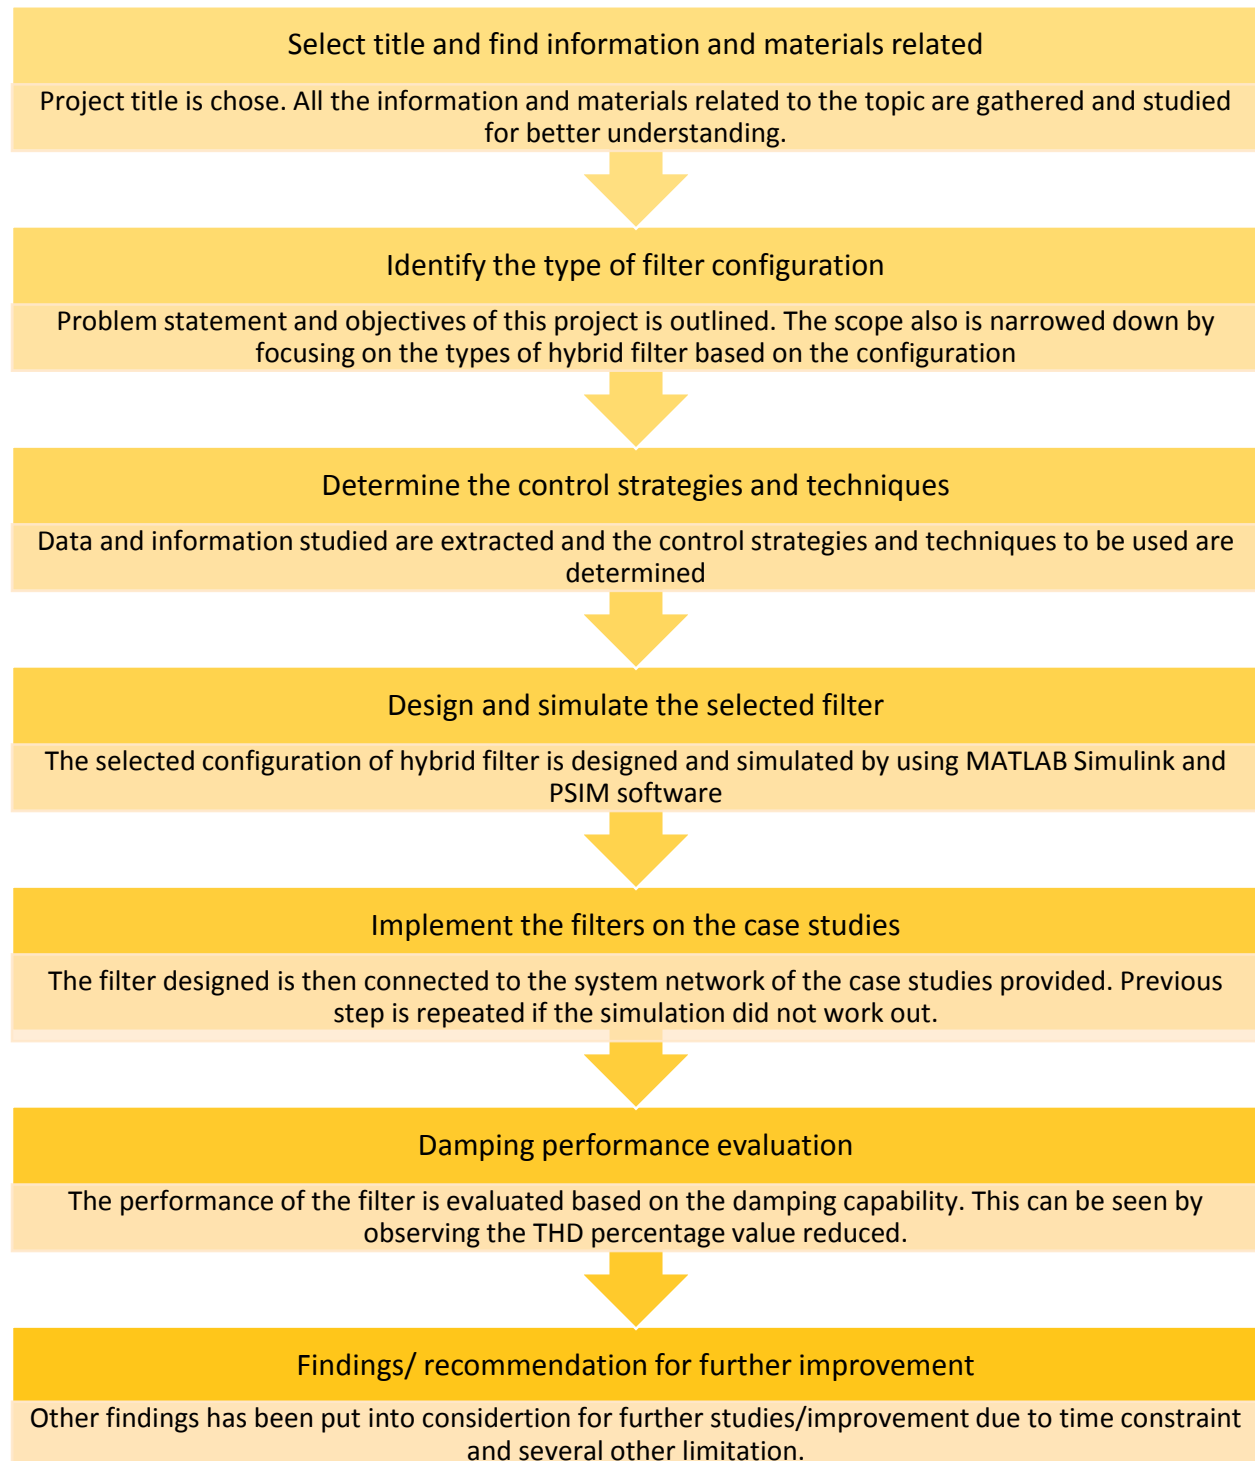 Select title and find information and materials related
Project title is chose. All the information and materials related to the topic are gathered and studied
for better understanding.
Identify the type of filter configuration
Problem statement and objectives of this project is outlined. The scope also is narrowed down by
focusing on the types of hybrid filter based on the configuration
Determine the control strategies and techniques
Data and information studied are extracted and the control strategies and techniques to be used are
determined
Design and simulate the selected filter
The selected configuration of hybrid filter is designed and simulated by using MATLAB Simulink and
PSIM software
Implement the filters on the case studies
The filter designed is then connected to the system network of the case studies provided. Previous
step is repeated if the simulation did not work out.
Damping performance evaluation
The performance of the filter is evaluated based on the damping capability. This can be seen by
observing the THD percentage value reduced.
Findings/ recommendation for further improvement
Other findings has been put into considertion for further studies/improvement due to time constraint
and several other limitation.